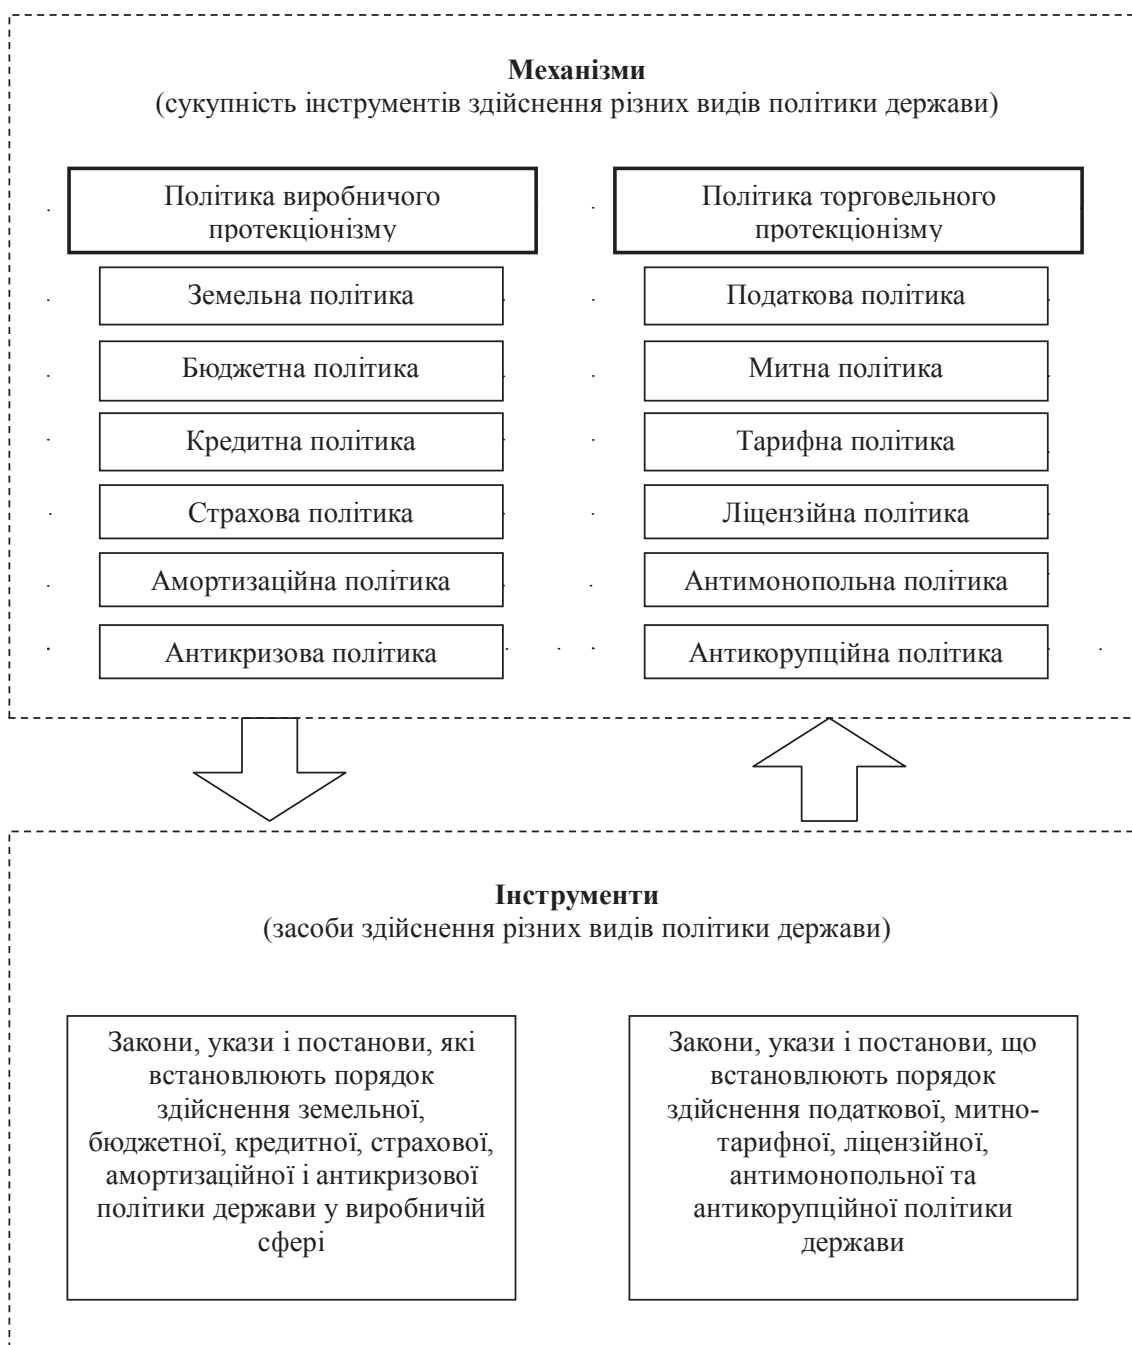 Механізми
(сукупність інструментів здійснення різних видів політики держави)
Політика виробничого
протекціонізму
Земельна політика
Бюджетна політика
Кредитна політика
Страхова політика
Амортизаційна політика
Антикризова політика
Політика торговельного
протекціонізму
Податкова політика
Митна політика
Тарифна політика
Ліцензійна політика
Антимонопольна політика
Антикорупційна політика
Інструменти
(засоби здійснення різних видів політики держави)
Закони, укази і постанови, які
встановлюють порядок
здійснення земельної,
бюджетної, кредитної, страхової,
амортизаційної і антикризової
політики держави у виробничій
сфері
Закони, укази і постанови, що
встановлюють порядок
здійснення податкової, митно-
тарифної, ліцензійної,
антимонопольної та
антикорупційної політики
держави